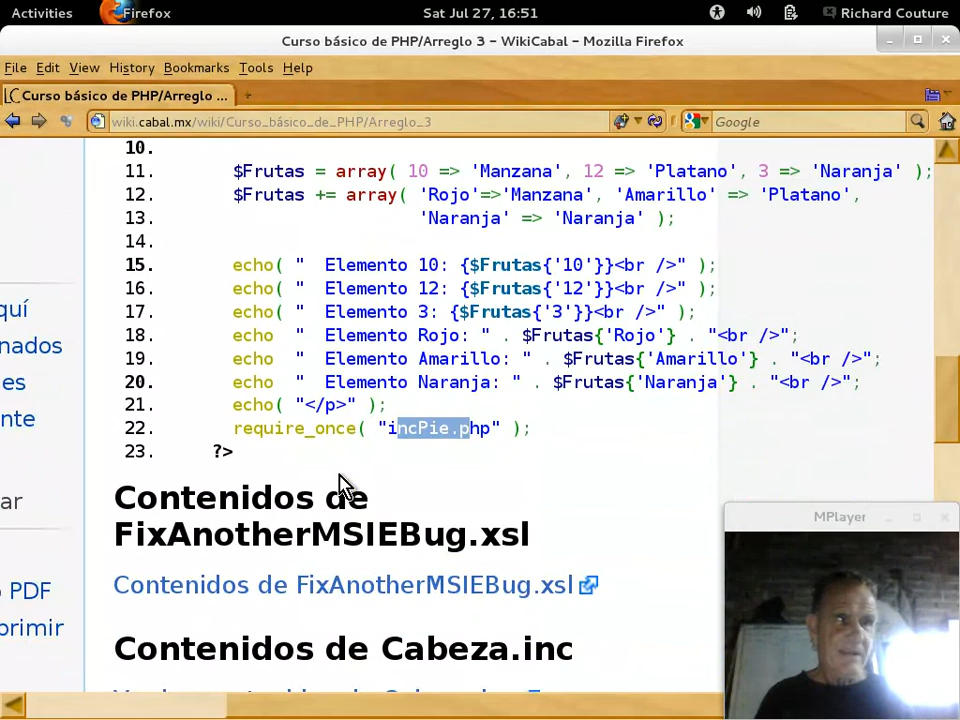 Activities Firefox Sat Jul 27, 16:51 Richard Couture
Curso básico de PHP/Arreglo 3 – WikiCabal – Mozilla Firefox
File Edit View History Bookmarks Tools Help
Curso básico de PHP/Arreglo ...
wiki.cabal.mx/wiki/Curso_básico_de_PHP/Arreglo_3 Google
10.
11. $Frutas = array( 10 => 'Manzana', 12 => 'Platano', 3 => 'Naranja' );
12. $Frutas += array( 'Rojo'=>'Manzana', 'Amarillo' => 'Platano',
13. 'Naranja' => 'Naranja' );
14.
15. echo( " Elemento 10: {$Frutas{'10'}}<br />" );
16. echo( " Elemento 12: {$Frutas{'12'}}<br />" );
17. echo( " Elemento 3: {$Frutas{'3'}}<br />" );
18. echo " Elemento Rojo: " . $Frutas{'Rojo'} . "<br />";
19. echo " Elemento Amarillo: " . $Frutas{'Amarillo'} . "<br />";
20. echo " Elemento Naranja: " . $Frutas{'Naranja'} . "<br />";
21. echo( "</p>" );
22. require_once( "incPie.php" );
23. ?>
quí
nados
es
nte
ar
PDF
primir
Contenidos de
FixAnotherMSIEBug.xsl
Contenidos de FixAnotherMSIEBug.xsl
Contenidos de Cabeza.inc
MPlayer